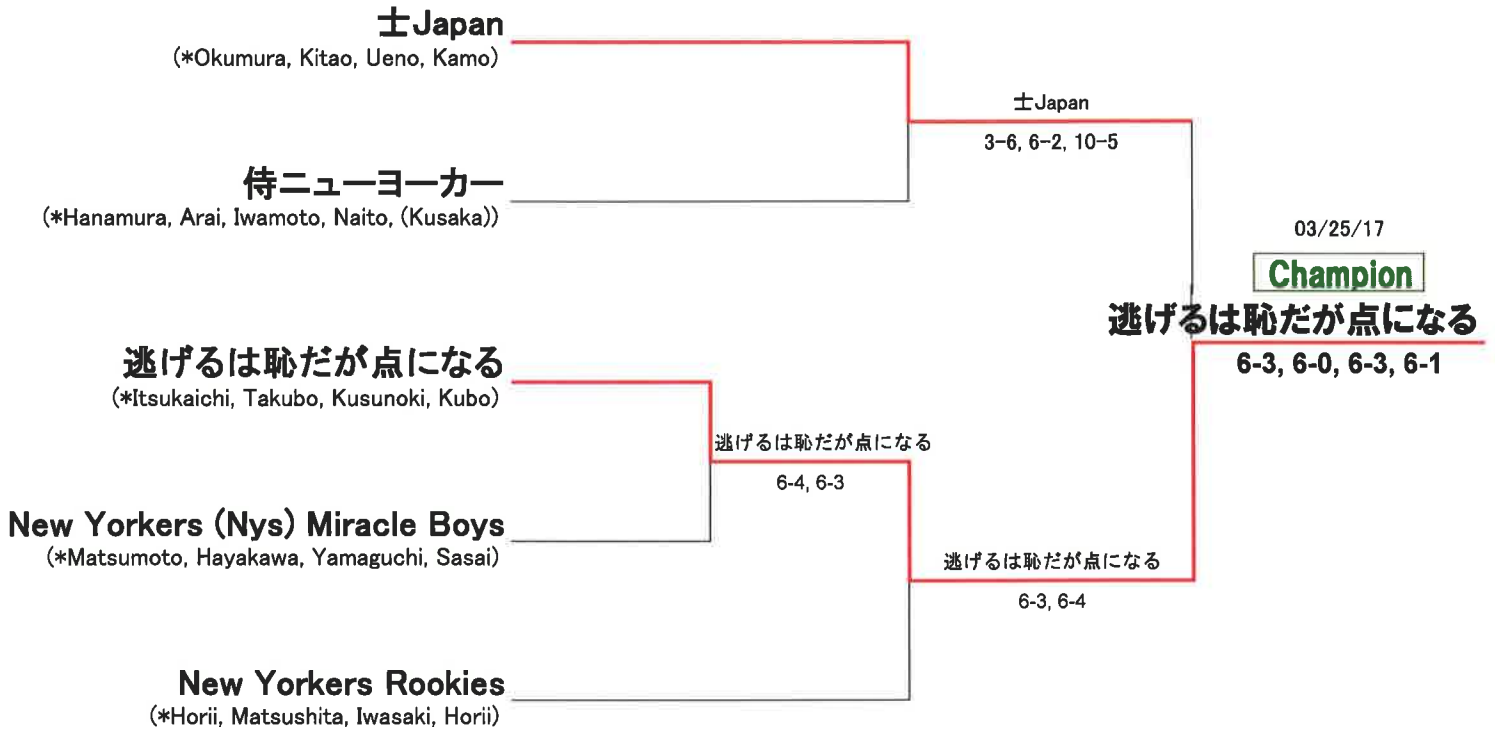 士Japan
(*Okumura, Kitao, Ueno, Kamo)
士Japan
3-6, 6-2, 10-5
侍ニューヨーカー
(*Hanamura, Arai, Iwamoto, Naito, (Kusaka))
03/25/17
Champion
逃げるは恥だが点になる
6-3, 6-0, 6-3, 6-1
逃げるは恥だが点になる
(*Itsukaichi, Takubo, Kusunoki, Kubo)
逃げるは恥だが点になる
6-4, 6-3
New Yorkers (Nys) Miracle Boys
(*Matsumoto, Hayakawa, Yamaguchi, Sasai)
逃げるは恥だが点になる
6-3, 6-4
New Yorkers Rookies
(*Horii, Matsushita, Iwasaki, Horii)